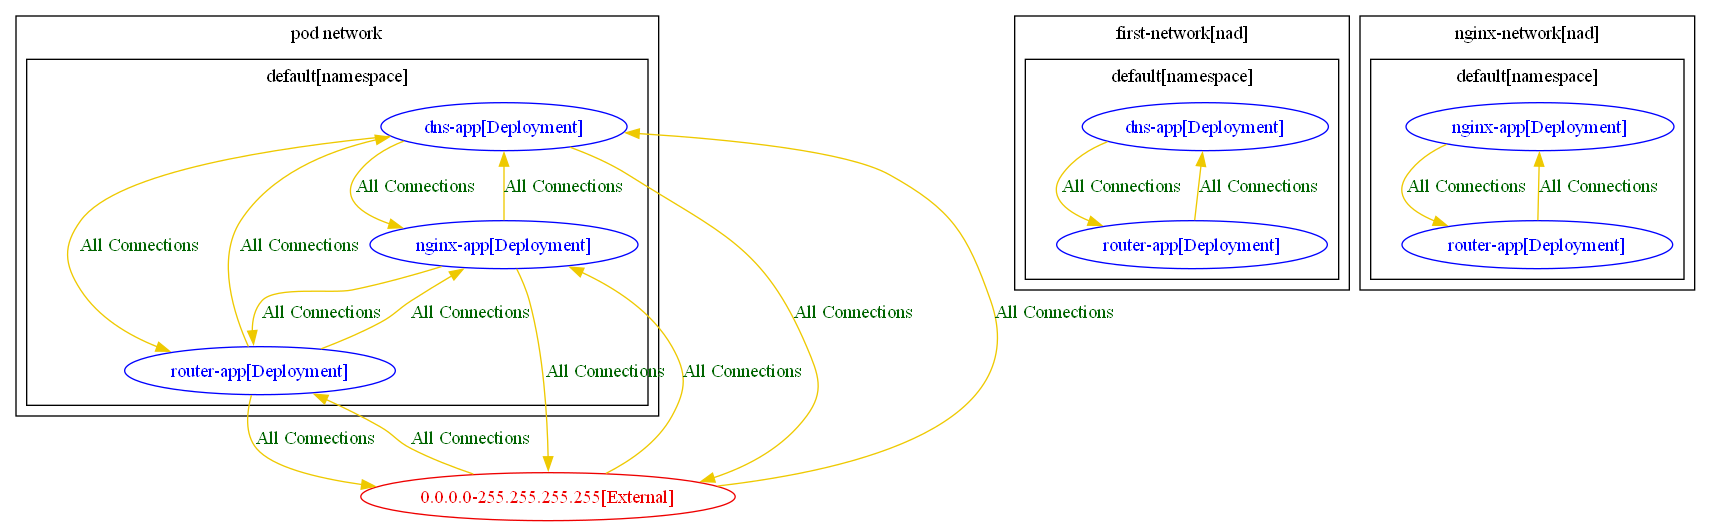 pod network
first-network[nad]
nginx-network[nad]
default[namespace]
default[namespace]
default[namespace]
dns-app[Deployment]
dns-app[Deployment]
nginx-app[Deployment]
All Connections
All Connections
All Connections
All Connections
All Connections
All Connections
All Connections
All Connections
nginx-app[Deployment]
router-app[Deployment]
router-app[Deployment]
All Connections
All Connections
All Connections
All Connections
router-app[Deployment]
All Connections
All Connections
All Connections
All Connections
0.0.0.0-255.255.255.255[External]